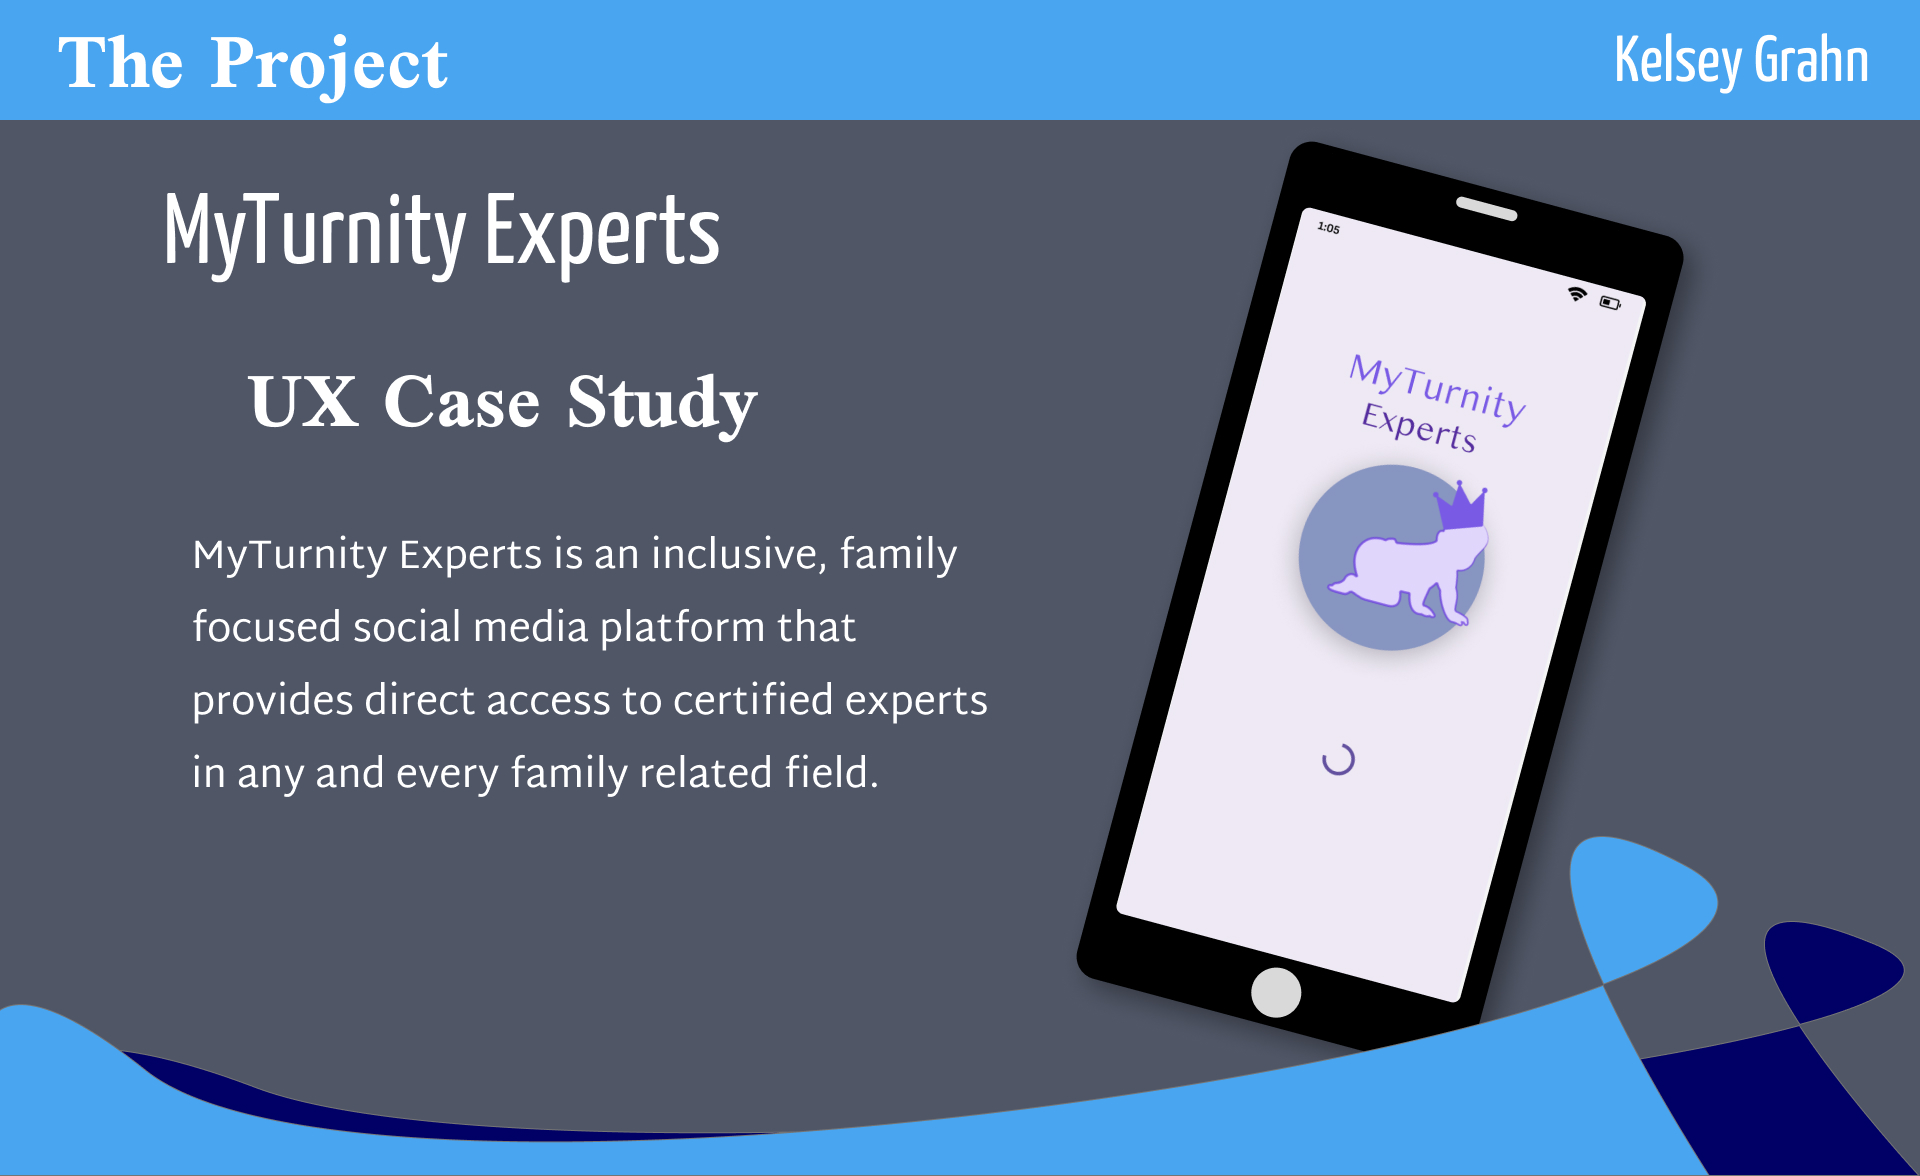 The Project
Kelsey Grahn
MyTurnity Experts
UX Case Study
MyTurnity Experts is an inclusive, family
focused social media platform that
provides direct access to certified experts
in any and every family related field.
1:05
MyTurnity
Experts